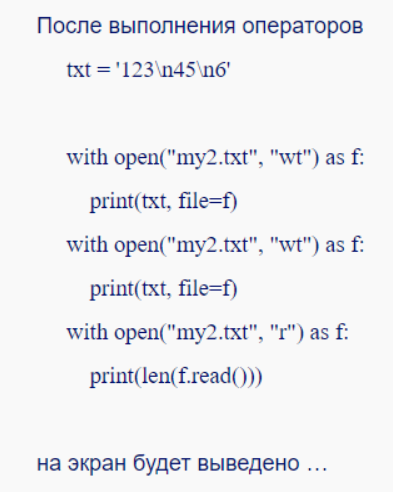 После выполнения операторов
txt = '123\n45\n6'
with open("my2.txt", "wt") as f:
print(txt, file=f)
with open("my2.txt", "wt") as f:
print(txt, file=f)
with open("my2.txt", "r") as f:
print(len(f.read()))
на экран будет выведено …